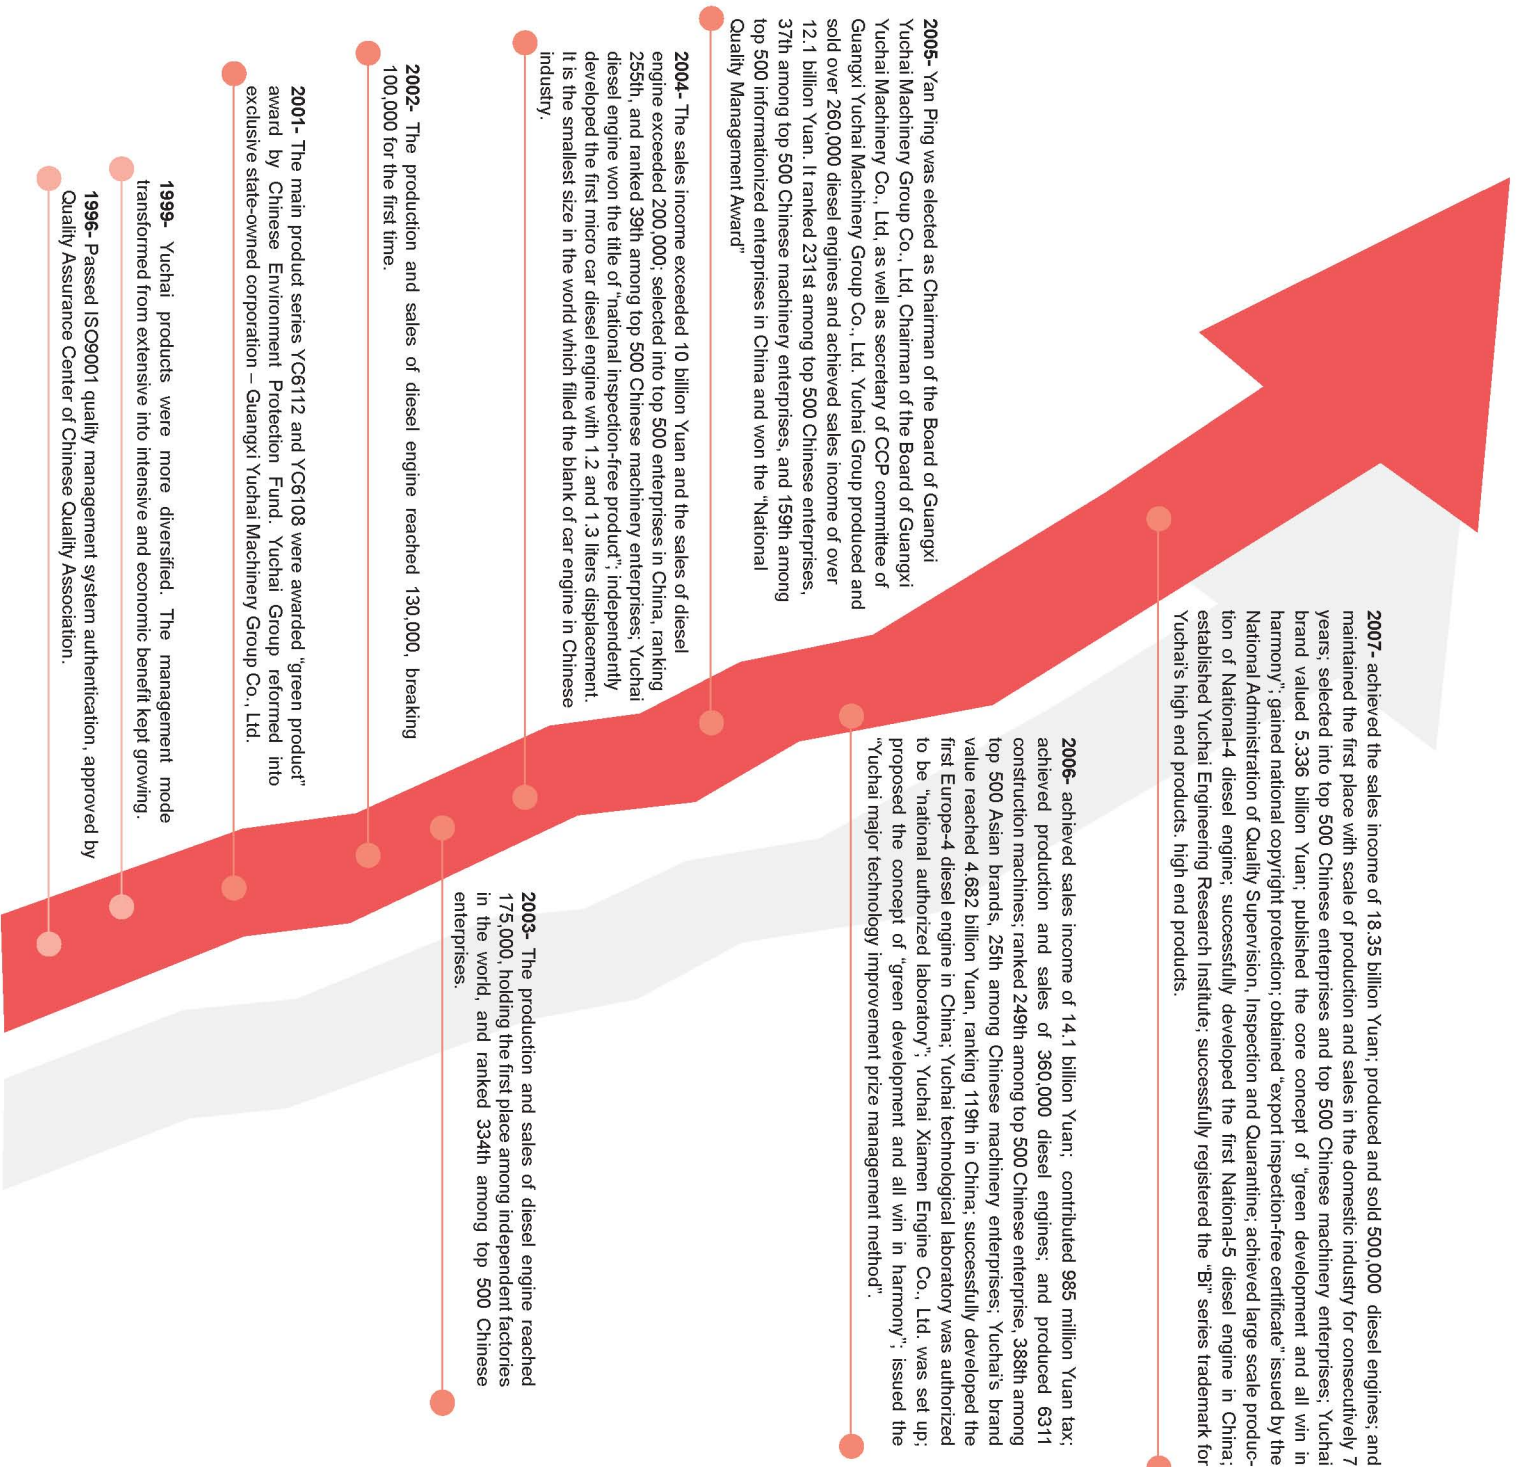 1996- Passed ISO9001 quality management system authentication, approved by
Quality Assurance Center of Chinese Quality Association.
1999- Yuchai products were more diversified. The management mode
transformed from extensive into intensive and economic benefit kept growing.
2001- The main product series YC6112 and YC6108 were awarded “green product”
award by Chinese Environment Protection Fund. Yuchai Group reformed into
exclusive state-owned corporation – Guangxi Yuchai Machinery Group Co., Ltd.
2002- The production and sales of diesel engine reached 130,000, breaking
100,000 for the first time.
2003- The production and sales of diesel engine reached
175,000, holding the first place among independent factories
in the world, and ranked 334th among top 500 Chinese
enterprises.
2004- The sales income exceeded 10 billion Yuan and the sales of diesel
engine exceeded 200,000; selected into top 500 enterprises in China, ranking
255th, and ranked 39th among top 500 Chinese machinery enterprises; Yuchai
diesel engine won the title of “national inspection-free product”; independently
developed the first micro car diesel engine with 1.2 and 1.3 liters displacement.
It is the smallest size in the world which filled the blank of car engine in Chinese
industry.
2005- Yan Ping was elected as Chairman of the Board of Guangxi
Yuchai Machinery Group Co., Ltd, Chairman of the Board of Guangxi
Yuchai Machinery Co., Ltd, as well as secretary of CCP committee of
Guangxi Yuchai Machinery Group Co., Ltd. Yuchai Group produced and
sold over 260,000 diesel engines and achieved sales income of over
12.1 billion Yuan. It ranked 231st among top 500 Chinese enterprises,
37th among top 500 Chinese machinery enterprises, and 159th among
top 500 informationized enterprises in China and won the “National
Quality Management Award”
2006- achieved sales income of 14.1 billion Yuan; contributed 985 million Yuan tax;
achieved production and sales of 360,000 diesel engines; and produced 6311
construction machines; ranked 249th among top 500 Chinese enterprise, 388th among
top 500 Asian brands, 25th among Chinese machinery enterprises; Yuchai's brand
value reached 4.682 billion Yuan, ranking 119th in China; successfully developed the
first Europe-4 diesel engine in China; Yuchai technological laboratory was authorized
to be “national authorized laboratory”; Yuchai Xiamen Engine Co., Ltd. was set up;
proposed the concept of “green development and all win in harmony”; issued the
“Yuchai major technology improvement prize management method”.
2007- achieved the sales income of 18.35 billion Yuan; produced and sold 500,000 diesel engines; and
maintained the first place with scale of production and sales in the domestic industry for consecutively 7
years; selected into top 500 Chinese enterprises and top 500 Chinese machinery enterprises; Yuchai
brand valued 5.336 billion Yuan; published the core concept of “green development and all win in
harmony”; gained national copyright protection; obtained “export inspection-free certificate” issued by the
National Administration of Quality Supervision, Inspection and Quarantine; achieved large scale produc-
tion of National-4 diesel engine; successfully developed the first National-5 diesel engine in China;
established Yuchai Engineering Research Institute; successfully registered the “Bi” series trademark for
Yuchai's high end products. high end products.